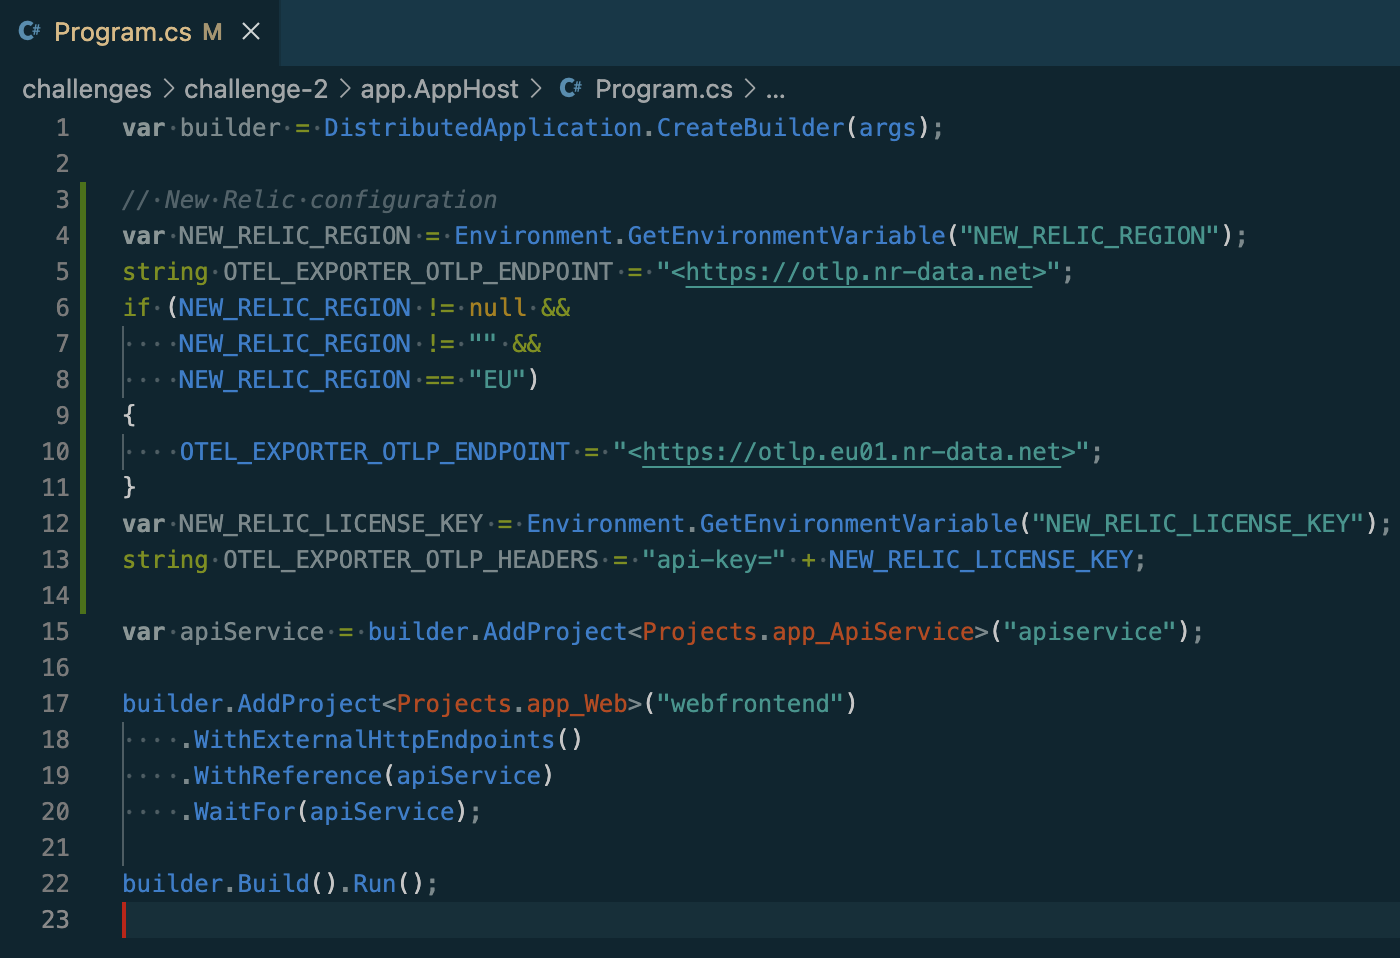 C# Program.cs M ×
challenges > challenge-2 > app.AppHost > C# Program.cs > ...
1 var builder = DistributedApplication.CreateBuilder(args);
2
3 // New Relic configuration
4 var NEW_RELIC_REGION = Environment.GetEnvironmentVariable("NEW_RELIC_REGION");
5 string OTEL_EXPORTER_OTLP_ENDPOINT = "<https://otlp.nr-data.net>";
6 if (NEW_RELIC_REGION != null &&
7     NEW_RELIC_REGION != "" &&
8     NEW_RELIC_REGION == "EU")
9 {
10     OTEL_EXPORTER_OTLP_ENDPOINT = "<https://otlp.eu01.nr-data.net>";
11 }
12 var NEW_RELIC_LICENSE_KEY = Environment.GetEnvironmentVariable("NEW_RELIC_LICENSE_KEY");
13 string OTEL_EXPORTER_OTLP_HEADERS = "api-key=" + NEW_RELIC_LICENSE_KEY;
14
15 var apiService = builder.AddProject<Projects.app_ApiService>("apiservice");
16
17 builder.AddProject<Projects.app_Web>("webfrontend")
18     .WithExternalHttpEndpoints()
19     .WithReference(apiService)
20     .WaitFor(apiService);
21
22 builder.Build().Run();
23